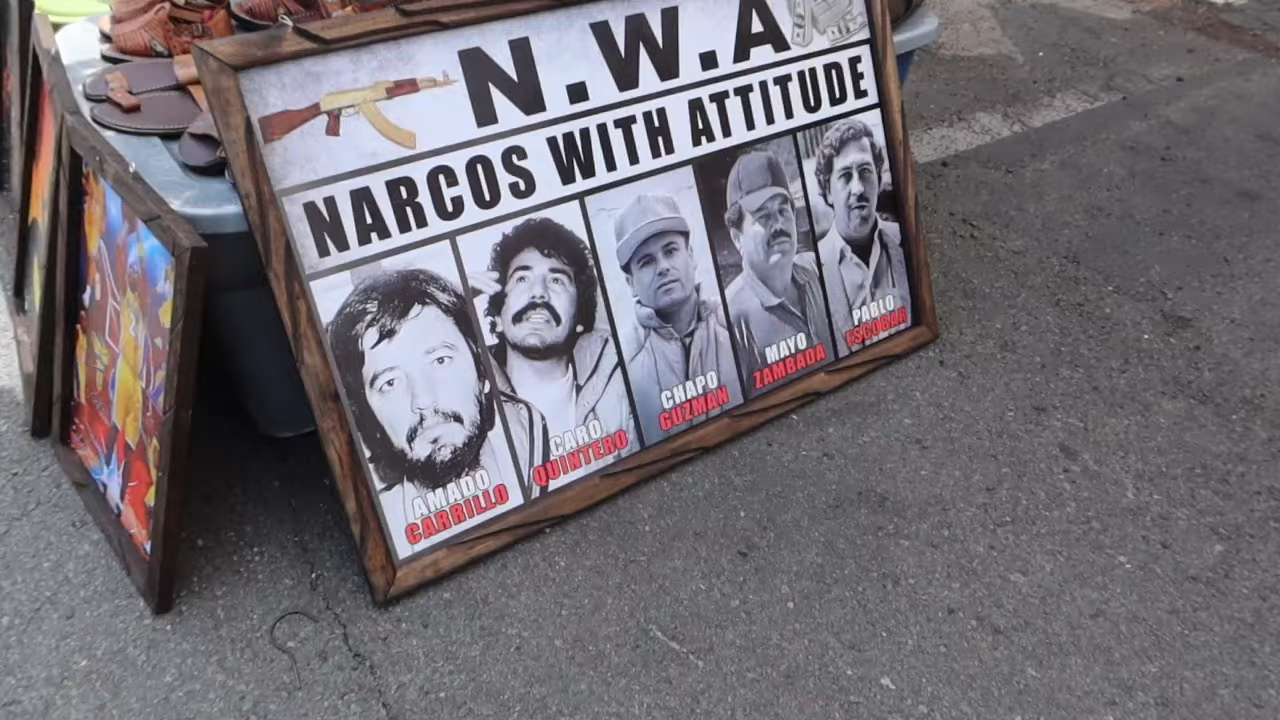 N.W.A
NARCOS WITH ATTITUDE
AMADO
CARRILLO
CARO
QUINTERO
CHAPO
GUZMAN
MAYO
ZAMBADA
PABLO
ESCOBAR